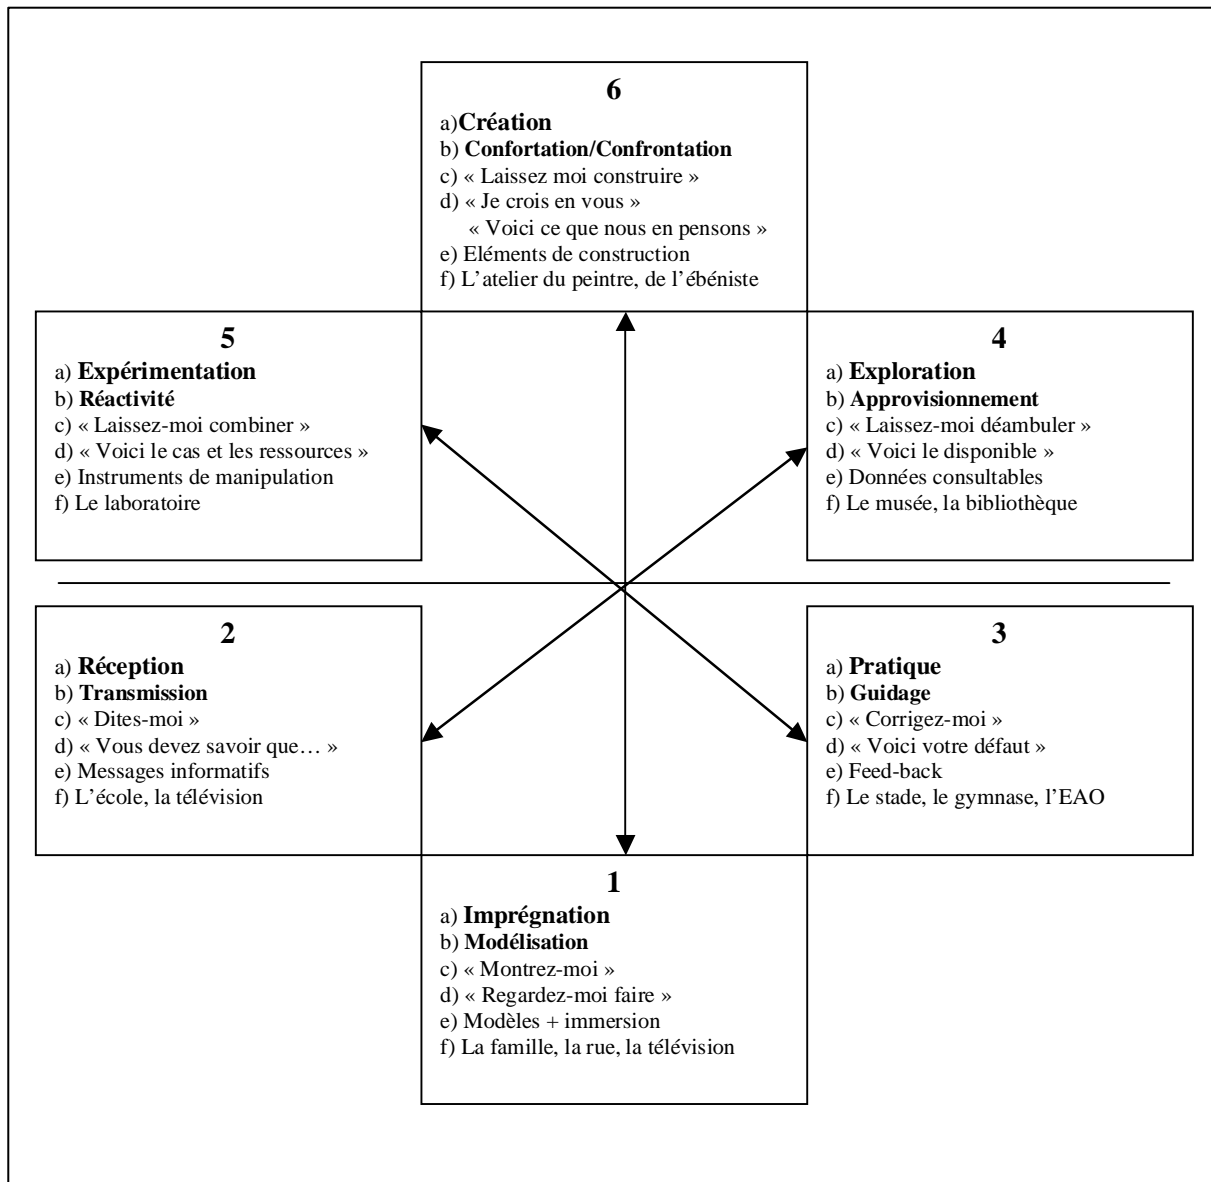 6
a)Création
b) Confortation/Confrontation
c) « Laissez moi construire »
d) « Je crois en vous »
« Voici ce que nous en pensons »
e) Eléments de construction
f) L’atelier du peintre, de l’ébéniste
5
a) Expérimentation
b) Réactivité
c) « Laissez-moi combiner »
d) « Voici le cas et les ressources »
e) Instruments de manipulation
f) Le laboratoire
4
a) Exploration
b) Approvisionnement
c) « Laissez-moi déambuler »
d) « Voici le disponible »
e) Données consultables
f) Le musée, la bibliothèque
2
a) Réception
b) Transmission
c) « Dites-moi »
d) « Vous devez savoir que… »
e) Messages informatifs
f) L’école, la télévision
3
a) Pratique
b) Guidage
c) « Corrigez-moi »
d) « Voici votre défaut »
e) Feed-back
f) Le stade, le gymnase, l’EAO
1
a) Imprégnation
b) Modélisation
c) « Montrez-moi »
d) « Regardez-moi faire »
e) Modèles + immersion
f) La famille, la rue, la télévision